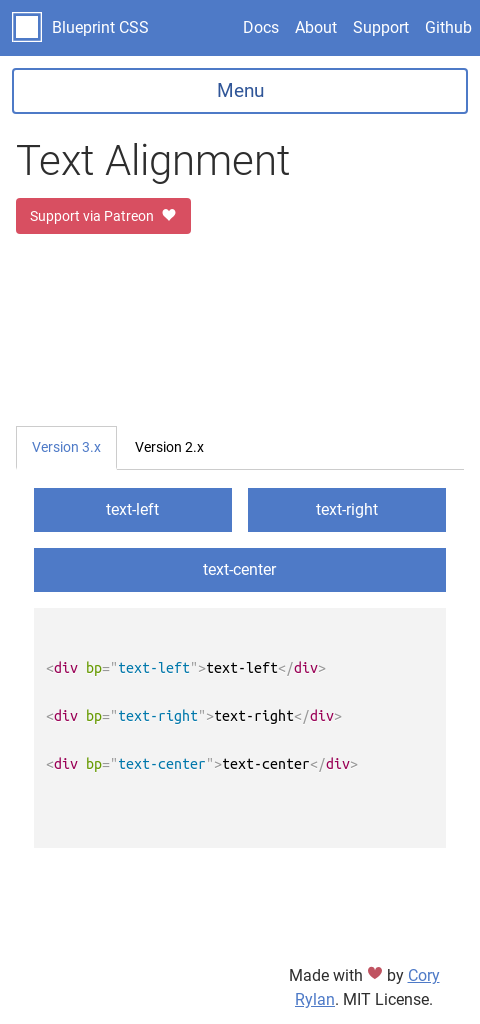 Blueprint CSS Docs About Support Github
Menu
Text Alignment
Support via Patreon
Version 3.x Version 2.x
text-left text-right
text-center
<div bp="text-left">text-left</div>
<div bp="text-right">text-right</div>
<div bp="text-center">text-center</div>
Made with ♥ by Cory
Rylan. MIT License.